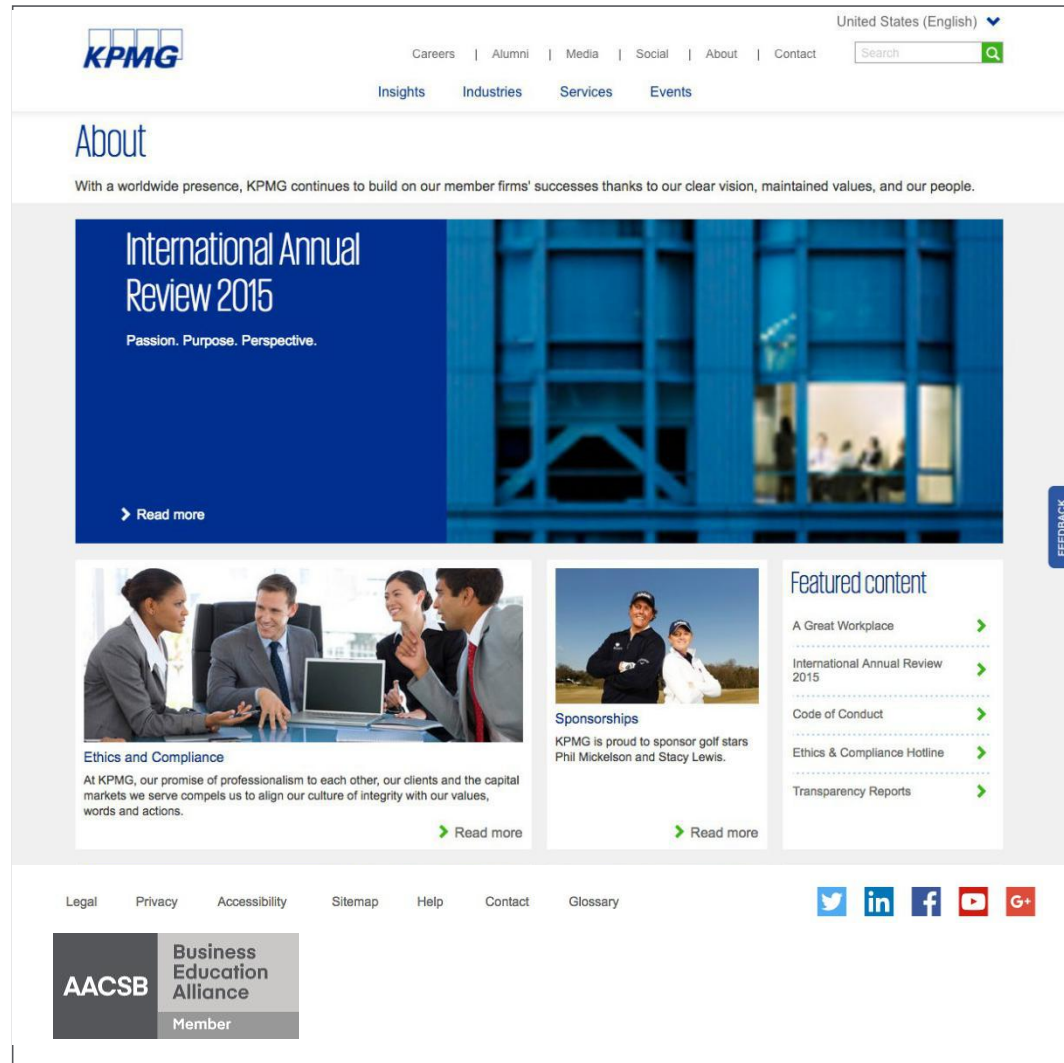 United States (English)
KPMG
Careers | Alumni | Media | Social | About | Contact
Search
Insights Industries Services Events
About
With a worldwide presence, KPMG continues to build on our member firms' successes thanks to our clear vision, maintained values, and our people.
International Annual
Review 2015
Passion. Purpose. Perspective.
Read more
FEEDBACK
Ethics and Compliance
At KPMG, our promise of professionalism to each other, our clients and the capital
markets we serve compels us to align our culture of integrity with our values,
words and actions.
Read more
Sponsorships
KPMG is proud to sponsor golf stars
Phil Mickelson and Stacy Lewis.
Read more
Featured content
A Great Workplace
International Annual Review
2015
Code of Conduct
Ethics & Compliance Hotline
Transparency Reports
Legal Privacy Accessibility Sitemap Help Contact Glossary
in f G+
AACSB
Business
Education
Alliance
Member